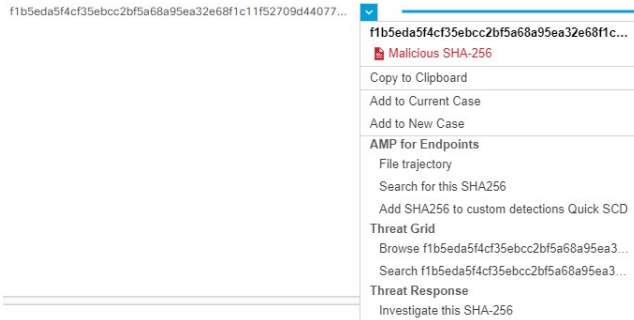 f1b5eda5f4cf35ebcc2bf5a68a95ea32e68f1c11f52709d44077...
f1b5eda5f4cf35ebcc2bf5a68a95ea32e68f1c...
Malicious SHA-256
Copy to Clipboard
Add to Current Case
Add to New Case
AMP for Endpoints
File trajectory
Search for this SHA256
Add SHA256 to custom detections Quick SCD
Threat Grid
Browse f1b5eda5f4cf35ebcc2bf5a68a95ea3...
Search f1b5eda5f4cf35ebcc2bf5a68a95ea3...
Threat Response
Investigate this SHA-256